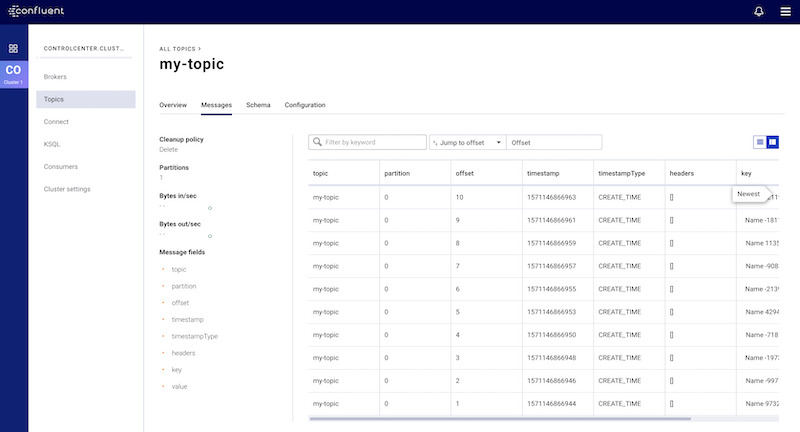 confluent
CO
Cluster 1
CONTROLCENTER.CLUST...
Brokers
Topics
Connect
KSQL
Consumers
Cluster settings
ALL TOPICS >
my-topic
Overview Messages Schema Configuration
Cleanup policy
Delete
Partitions
1
Bytes in/sec
- -
Bytes out/sec
- -
Message fields
topic
partition
offset
timestamp
timestampType
headers
key
value
Filter by keyword Jump to offset Offset
topic partition offset timestamp timestampType headers key
my-topic 0 10 1571146866963 CREATE_TIME []
Newest
my-topic 0 9 1571146866961 CREATE_TIME [] Name -181
my-topic 0 8 1571146866959 CREATE_TIME [] Name 1135
my-topic 0 7 1571146866957 CREATE_TIME [] Name -908
my-topic 0 6 1571146866955 CREATE_TIME [] Name -213
my-topic 0 5 1571146866953 CREATE_TIME [] Name 4294
my-topic 0 4 1571146866950 CREATE_TIME [] Name -718
my-topic 0 3 1571146866948 CREATE_TIME [] Name -197
my-topic 0 2 1571146866946 CREATE_TIME [] Name -997
my-topic 0 1 1571146866944 CREATE_TIME [] Name 9732